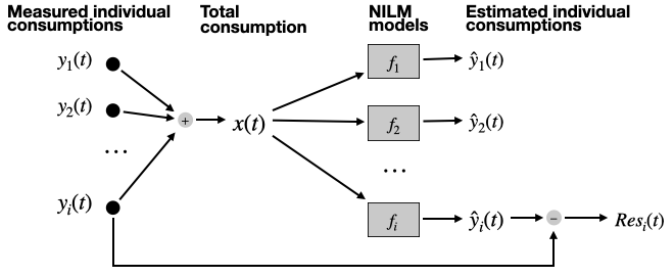 Measured individual consumptions
Total consumption
NILM models
Estimated individual consumptions
y₁(t)
f₁
ŷ₁(t)
y₂(t)
+
x(t)
f₂
ŷ₂(t)
...
...
yᵢ(t)
fᵢ
ŷᵢ(t)
−
Resᵢ(t)